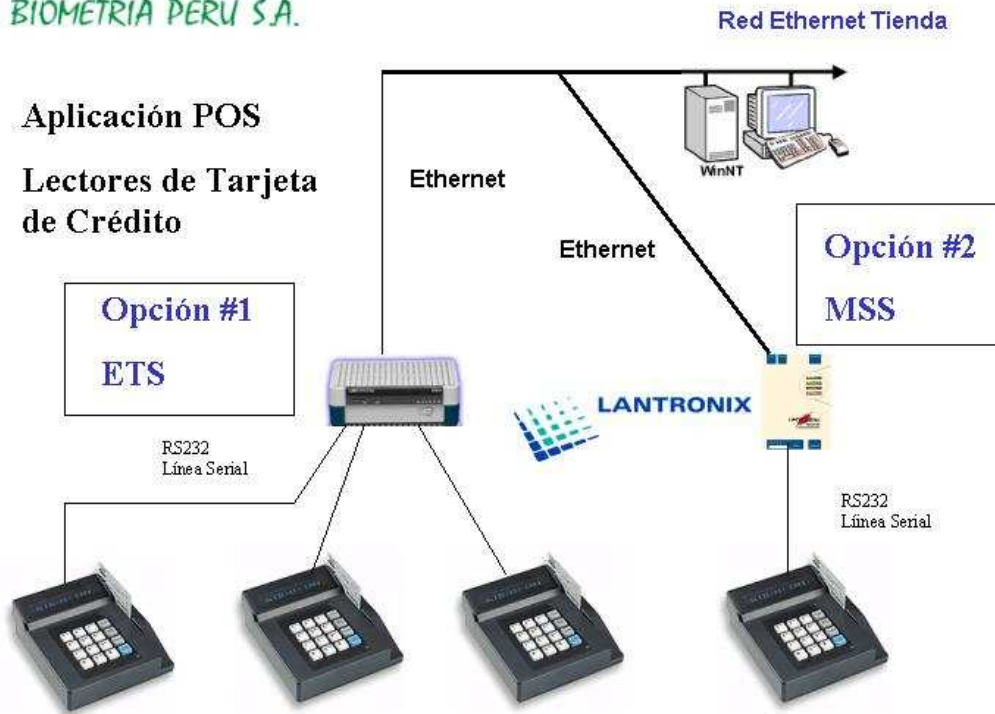 BIOMETRIA PERU S.A.
Red Ethernet Tienda
Aplicación POS
Lectores de Tarjeta
de Crédito
WinNT
Ethernet
Ethernet
Opción #1
ETS
Opción #2
MSS
LANTRONIX
RS232
Línea Serial
RS232
Líinea Serial